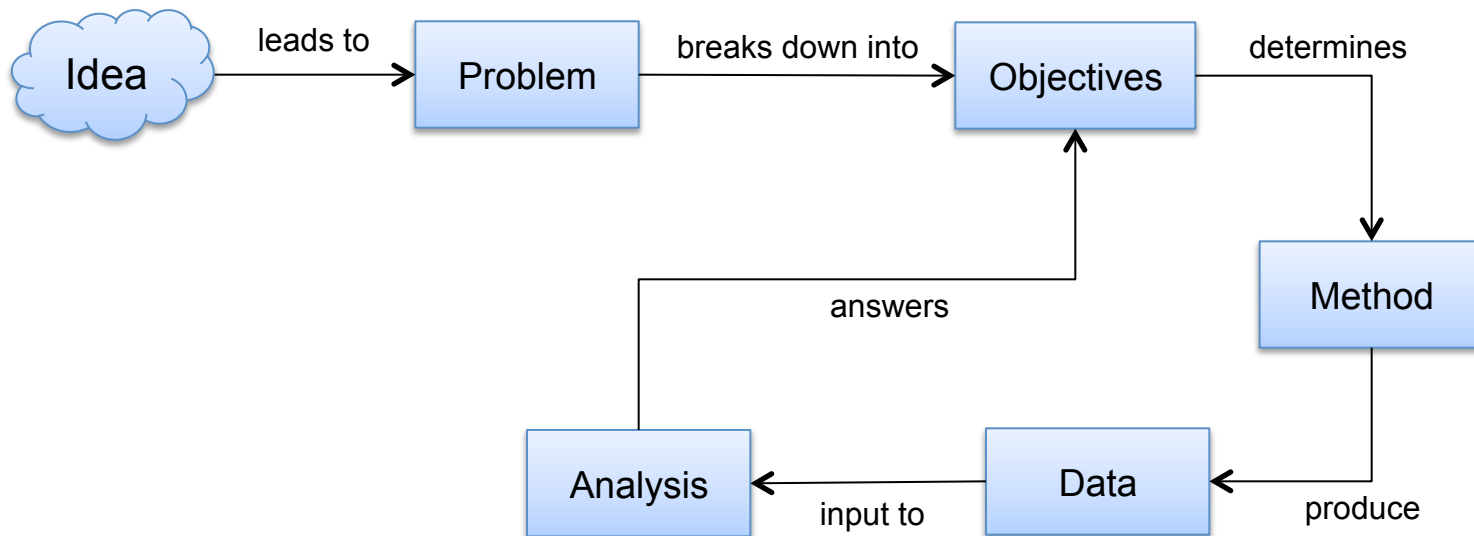 leads to
breaks down into
determines
Idea
Problem
Objectives
Method
answers
Analysis
Data
input to
produce